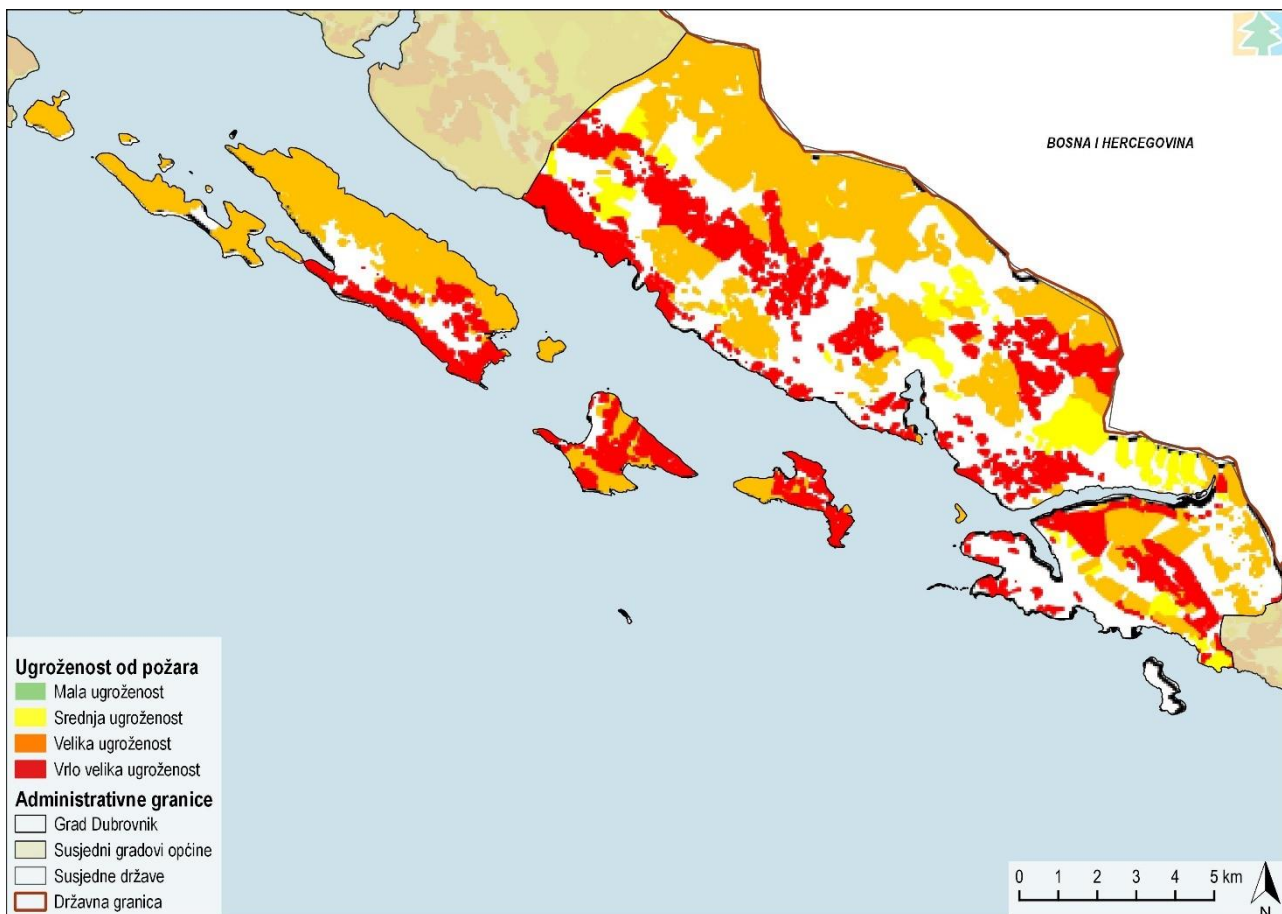 BOSNA I HERCEGOVINA
Ugroženost od požara
Mala ugroženost
Srednja ugroženost
Velika ugroženost
Vrlo velika ugroženost
Administrativne granice
Grad Dubrovnik
Susjedni gradovi općine
Susjedne države
Državna granica
0 1 2 3 4 5 km
N